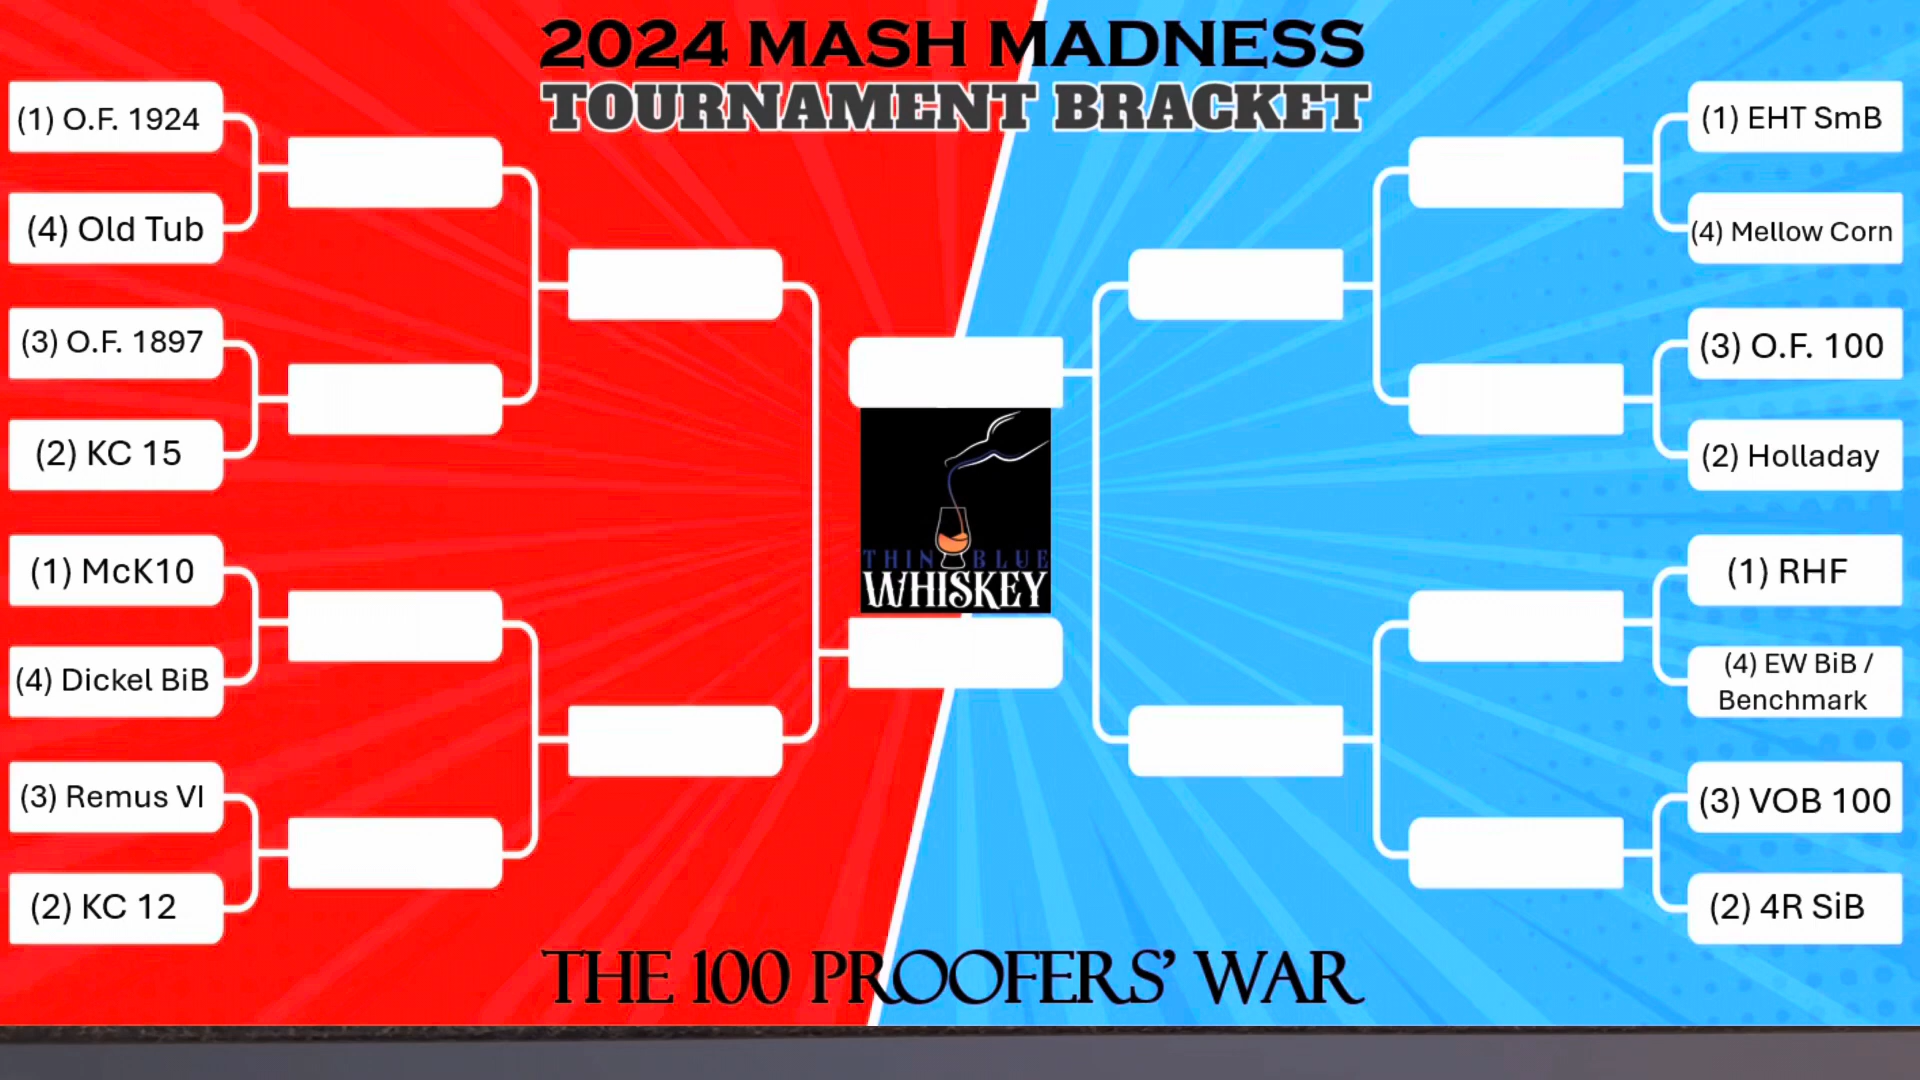 2024 MASH MADNESS
TOURNAMENT BRACKET
(1) O.F. 1924
(4) Old Tub
(3) O.F. 1897
(2) KC 15
(1) McK10
(4) Dickel BiB
(3) Remus VI
(2) KC 12
THIN BLUE
WHISKEY
(1) EHT SmB
(4) Mellow Corn
(3) O.F. 100
(2) Holladay
(1) RHF
(4) EW BiB /
Benchmark
(3) VOB 100
(2) 4R SiB
THE 100 PROOFERS' WAR